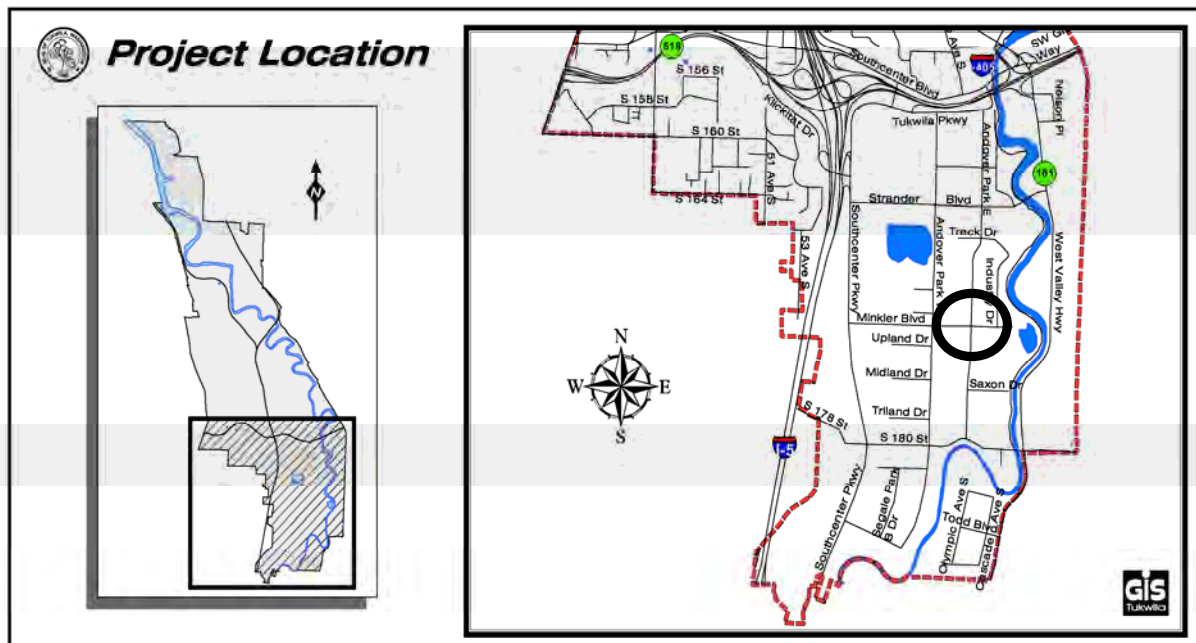 Project Location
N
518
S 156 St
S 158 St
S 160 St
S 164 St
Klickitat Dr
51 Ave S
53 Ave S
Southcenter Blvd
Ave S
I-405
SW Gr
Way
Nelson Pl
Tukwila Pkwy
Andover Park E
181
Strander Blvd
Treck Dr
Southcenter Pkwy
Andover Park
Industry Dr
West Valley Hwy
Minkler Blvd
Upland Dr
Midland Dr
Saxon Dr
Triland Dr
S 178 St
S 180 St
I-5
Southcenter Pkwy
Segale Park
B Dr
Olympic Ave S
Todd Blvd
Cascade Ave S
N
W
E
S
GIS
Tukwila